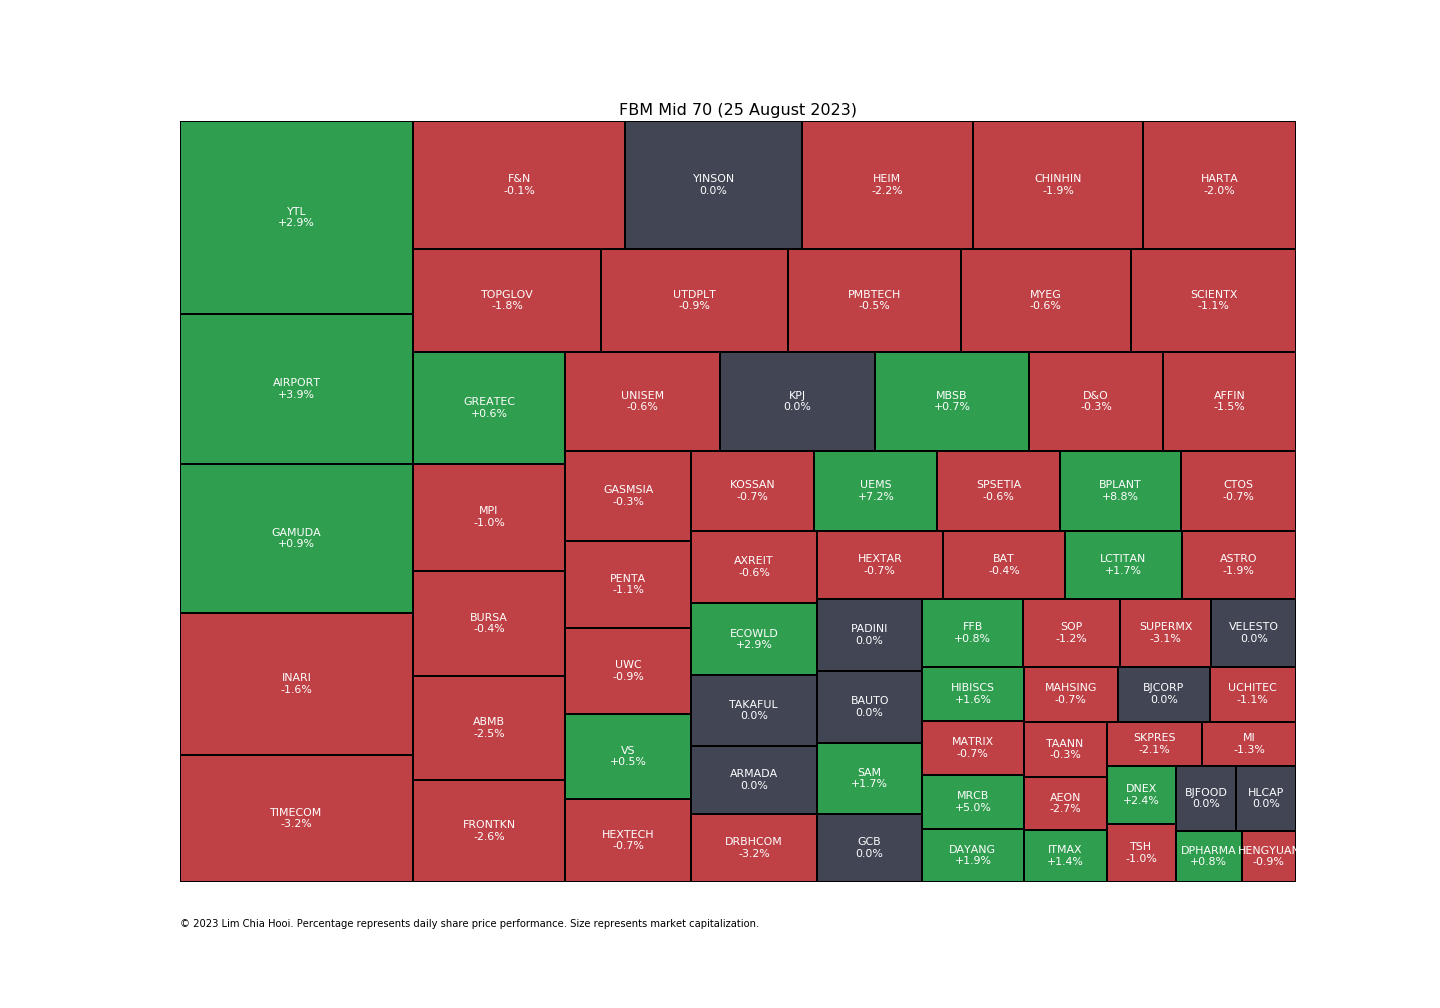 FBM Mid 70 (25 August 2023)
YTL
+2.9%
AIRPORT
+3.9%
GAMUDA
+0.9%
INARI
-1.6%
TIMECOM
-3.2%
F&N
-0.1%
YINSON
0.0%
HEIM
-2.2%
CHINHIN
-1.9%
HARTA
-2.0%
TOPGLOV
-1.8%
UTDPLT
-0.9%
PMBTECH
-0.5%
MYEG
-0.6%
SCIENTX
-1.1%
GREATEC
+0.6%
MPI
-1.0%
BURSA
-0.4%
ABMB
-2.5%
FRONTKN
-2.6%
UNISEM
-0.6%
KPJ
0.0%
MBSB
+0.7%
D&O
-0.3%
AFFIN
-1.5%
GASMSIA
-0.3%
PENTA
-1.1%
UWC
-0.9%
VS
+0.5%
HEXTECH
-0.7%
KOSSAN
-0.7%
UEMS
+7.2%
SPSETIA
-0.6%
BPLANT
+8.8%
CTOS
-0.7%
AXREIT
-0.6%
ECOWLD
+2.9%
TAKAFUL
0.0%
ARMADA
0.0%
DRBHCOM
-3.2%
HEXTAR
-0.7%
BAT
-0.4%
LCTITAN
+1.7%
ASTRO
-1.9%
PADINI
0.0%
BAUTO
0.0%
SAM
+1.7%
GCB
0.0%
FFB
+0.8%
SOP
-1.2%
SUPERMX
-3.1%
VELESTO
0.0%
HIBISCS
+1.6%
MATRIX
-0.7%
MRCB
+5.0%
DAYANG
+1.9%
MAHSING
-0.7%
BJCORP
0.0%
UCHITEC
-1.1%
TAANN
-0.3%
AEON
-2.7%
ITMAX
+1.4%
SKPRES
-2.1%
MI
-1.3%
DNEX
+2.4%
TSH
-1.0%
BJFOOD
0.0%
HLCAP
0.0%
DPHARMA
+0.8%
HENGYUAN
-0.9%
© 2023 Lim Chia Hooi. Percentage represents daily share price performance. Size represents market capitalization.